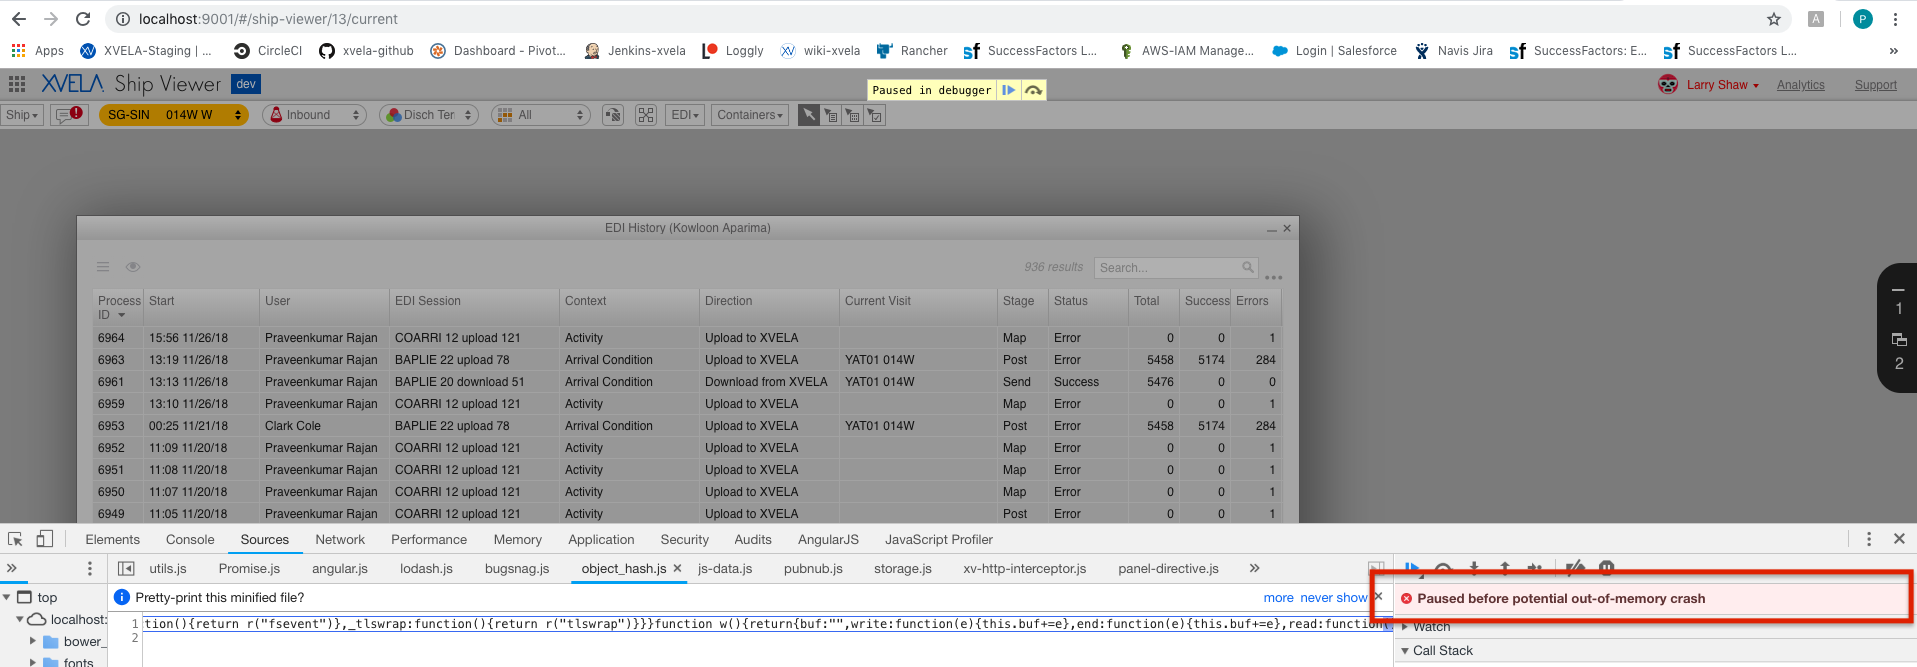 localhost:9001/#/ship-viewer/13/current
A
P
Apps XVELA-Staging | ... CircleCI xvela-github Dashboard - Pivot... Jenkins-xvela Loggly wiki-xvela Rancher SuccessFactors L... AWS-IAM Manage... Login | Salesforce Navis Jira SuccessFactors: E... SuccessFactors L... »
XVELA Ship Viewer dev
Paused in debugger
Larry Shaw Analytics Support
Ship SG-SIN 014W W Inbound Disch Ter All EDI Containers
EDI History (Kowloon Aparima)
936 results Search...
Process ID Start User EDI Session Context Direction Current Visit Stage Status Total Success Errors
6964 15:56 11/26/18 Praveenkumar Rajan COARRI 12 upload 121 Activity Upload to XVELA Map Error 0 0 1
6963 13:19 11/26/18 Praveenkumar Rajan BAPLIE 22 upload 78 Arrival Condition Upload to XVELA YAT01 014W Post Error 5458 5174 284
6961 13:13 11/26/18 Praveenkumar Rajan BAPLIE 20 download 51 Arrival Condition Download from XVELA YAT01 014W Send Success 5476 0 0
6959 13:10 11/26/18 Praveenkumar Rajan COARRI 12 upload 121 Activity Upload to XVELA Map Error 0 0 1
6953 00:25 11/21/18 Clark Cole BAPLIE 22 upload 78 Arrival Condition Upload to XVELA YAT01 014W Post Error 5458 5174 284
6952 11:09 11/20/18 Praveenkumar Rajan COARRI 12 upload 121 Activity Upload to XVELA Map Error 0 0 1
6951 11:08 11/20/18 Praveenkumar Rajan COARRI 12 upload 121 Activity Upload to XVELA Map Error 0 0 1
6950 11:07 11/20/18 Praveenkumar Rajan COARRI 12 upload 121 Activity Upload to XVELA Map Error 0 0 1
6949 11:05 11/20/18 Praveenkumar Rajan COARRI 12 upload 121 Activity Upload to XVELA Post Error 0 0 1
1
2
Elements Console Sources Network Performance Memory Application Security Audits AngularJS JavaScript Profiler
» utils.js Promise.js angular.js lodash.js bugsnag.js object_hash.js js-data.js pubnub.js storage.js xv-http-interceptor.js panel-directive.js »
top
localhost:
bower_
fonts
Pretty-print this minified file? more never show
1 tion(){return r("fsevent")},_tlswrap:function(){return r("tlswrap")}}}function w(){return{buf:"",write:function(e){this.buf+=e},end:function(e){this.buf+=e},read:function(
2
Paused before potential out-of-memory crash
Watch
Call Stack